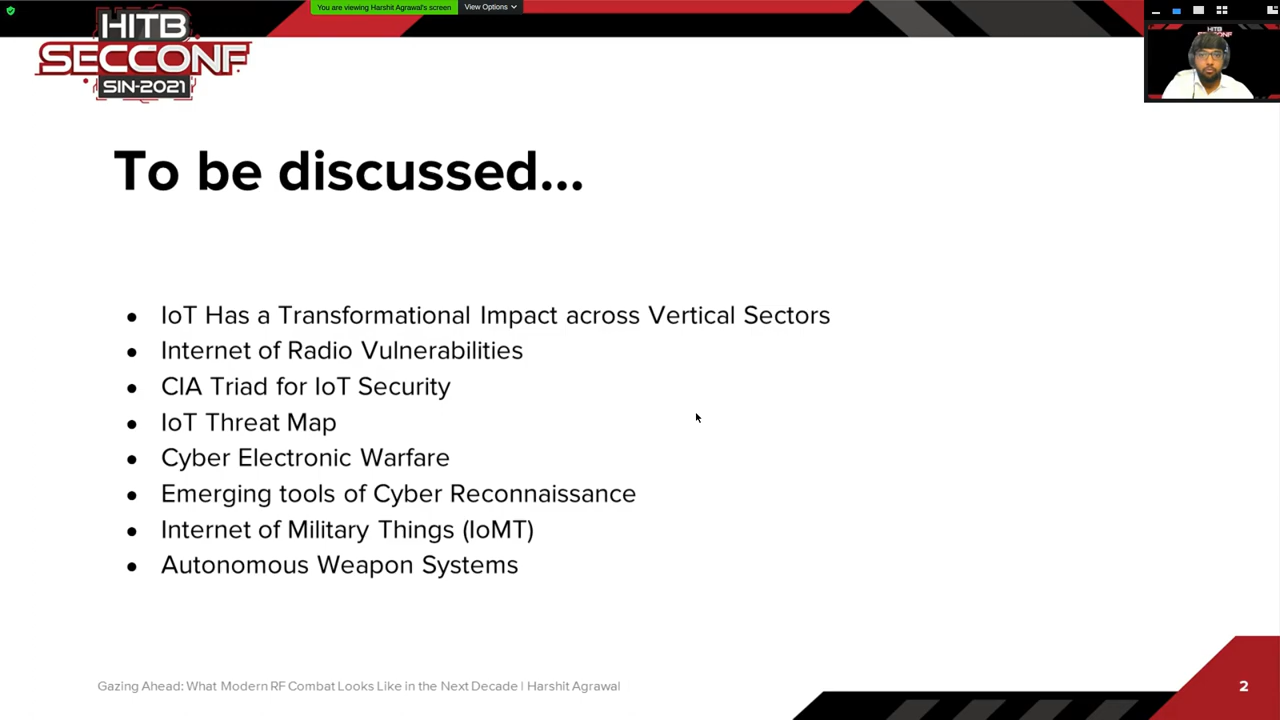 You are viewing Harshit Agrawal's screen
View Options
HITB
SECCONF
SIN-2021
To be discussed...
• IoT Has a Transformational Impact across Vertical Sectors
• Internet of Radio Vulnerabilities
• CIA Triad for IoT Security
• IoT Threat Map
• Cyber Electronic Warfare
• Emerging tools of Cyber Reconnaissance
• Internet of Military Things (IoMT)
• Autonomous Weapon Systems
Gazing Ahead: What Modern RF Combat Looks Like in the Next Decade | Harshit Agrawal
2